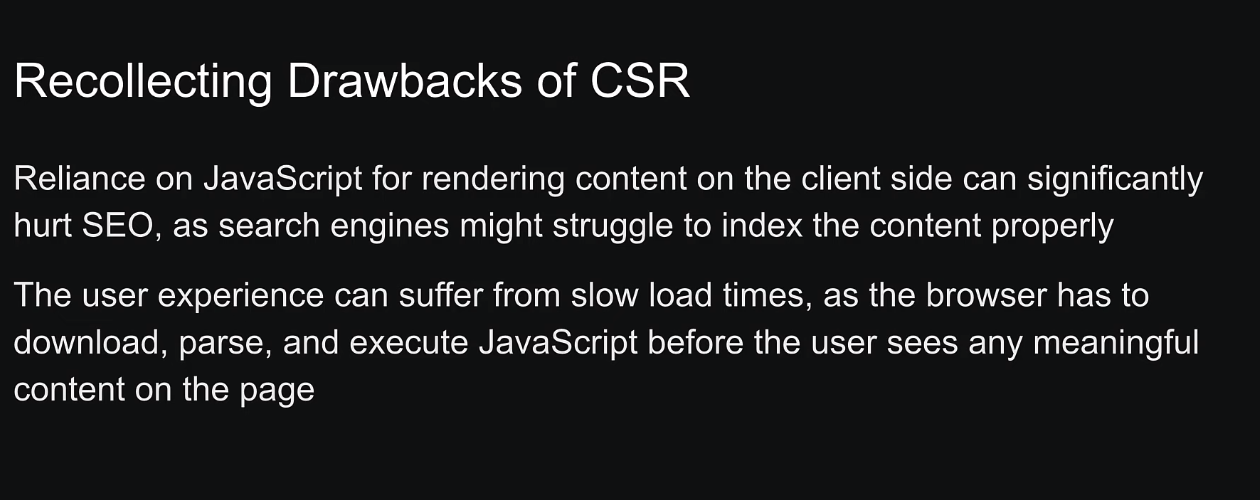 Recollecting Drawbacks of CSR
Reliance on JavaScript for rendering content on the client side can significantly
hurt SEO, as search engines might struggle to index the content properly
The user experience can suffer from slow load times, as the browser has to
download, parse, and execute JavaScript before the user sees any meaningful
content on the page